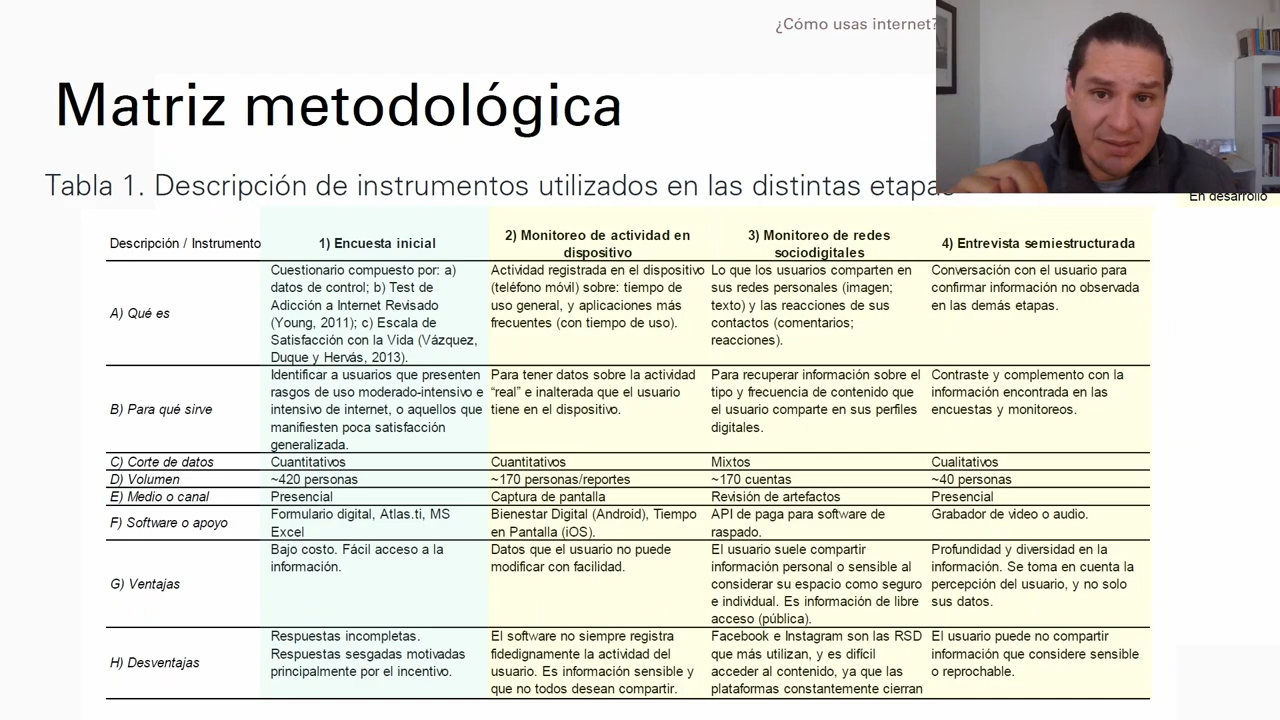 ¿Cómo usas internet?
Matriz metodológica
Tabla 1. Descripción de instrumentos utilizados en las distintas etapas
En desarrollo
Descripción / Instrumento
1) Encuesta inicial
2) Monitoreo de actividad en
dispositivo
3) Monitoreo de redes
sociodigitales
4) Entrevista semiestructurada
A) Qué es
Cuestionario compuesto por: a)
datos de control; b) Test de
Adicción a Internet Revisado
(Young, 2011); c) Escala de
Satisfacción con la Vida (Vázquez,
Duque y Hervás, 2013).
Actividad registrada en el dispositivo
(teléfono móvil) sobre: tiempo de
uso general, y aplicaciones más
frecuentes (con tiempo de uso).
Lo que los usuarios comparten en
sus redes personales (imagen;
texto) y las reacciones de sus
contactos (comentarios;
reacciones).
Conversación con el usuario para
confirmar información no observada
en las demás etapas.
B) Para qué sirve
Identificar a usuarios que presenten
rasgos de uso moderado-intensivo e
intensivo de internet, o aquellos que
manifiesten poca satisfacción
generalizada.
Para tener datos sobre la actividad
“real” e inalterada que el usuario
tiene en el dispositivo.
Para recuperar información sobre el
tipo y frecuencia de contenido que
el usuario comparte en sus perfiles
digitales.
Contraste y complemento con la
información encontrada en las
encuestas y monitoreos.
C) Corte de datos
Cuantitativos
Cuantitativos
Mixtos
Cualitativos
D) Volumen
~420 personas
~170 personas/reportes
~170 cuentas
~40 personas
E) Medio o canal
Presencial
Captura de pantalla
Revisión de artefactos
Presencial
F) Software o apoyo
Formulario digital, Atlas.ti, MS
Excel
Bienestar Digital (Android), Tiempo
en Pantalla (iOS).
API de paga para software de
raspado.
Grabador de video o audio.
G) Ventajas
Bajo costo. Fácil acceso a la
información.
Datos que el usuario no puede
modificar con facilidad.
El usuario suele compartir
información personal o sensible al
considerar su espacio como seguro
e individual. Es información de libre
acceso (pública).
Profundidad y diversidad en la
información. Se toma en cuenta la
percepción del usuario, y no solo
sus datos.
H) Desventajas
Respuestas incompletas.
Respuestas sesgadas motivadas
principalmente por el incentivo.
El software no siempre registra
fidedignamente la actividad del
usuario. Es información sensible y
que no todos desean compartir.
Facebook e Instagram son las RSD
que más utilizan, y es difícil
acceder al contenido, ya que las
plataformas constantemente cierran
El usuario puede no compartir
información que considere sensible
o reprochable.